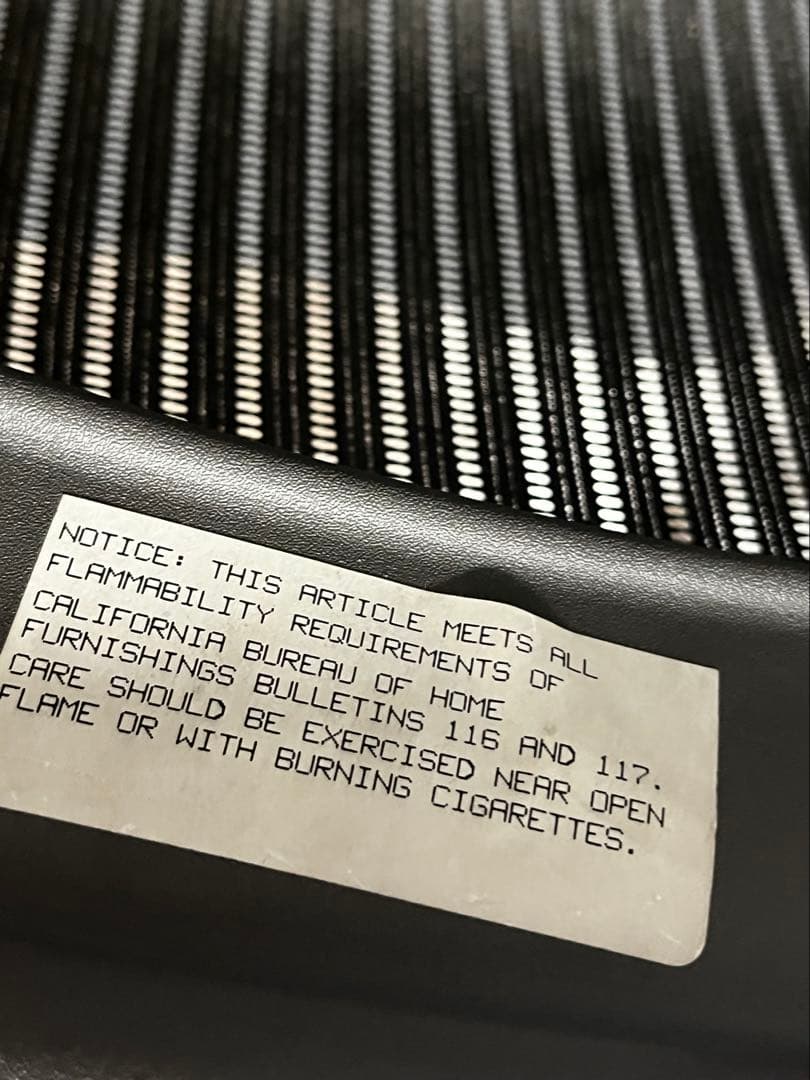 NOTICE: THIS ARTICLE MEETS ALL
FLAMMABILITY REQUIREMENTS OF
CALIFORNIA BUREAU OF HOME
FURNISHINGS BULLETINS 116 AND 117.
CARE SHOULD BE EXERCISED NEAR OPEN
FLAME OR WITH BURNING CIGARETTES.